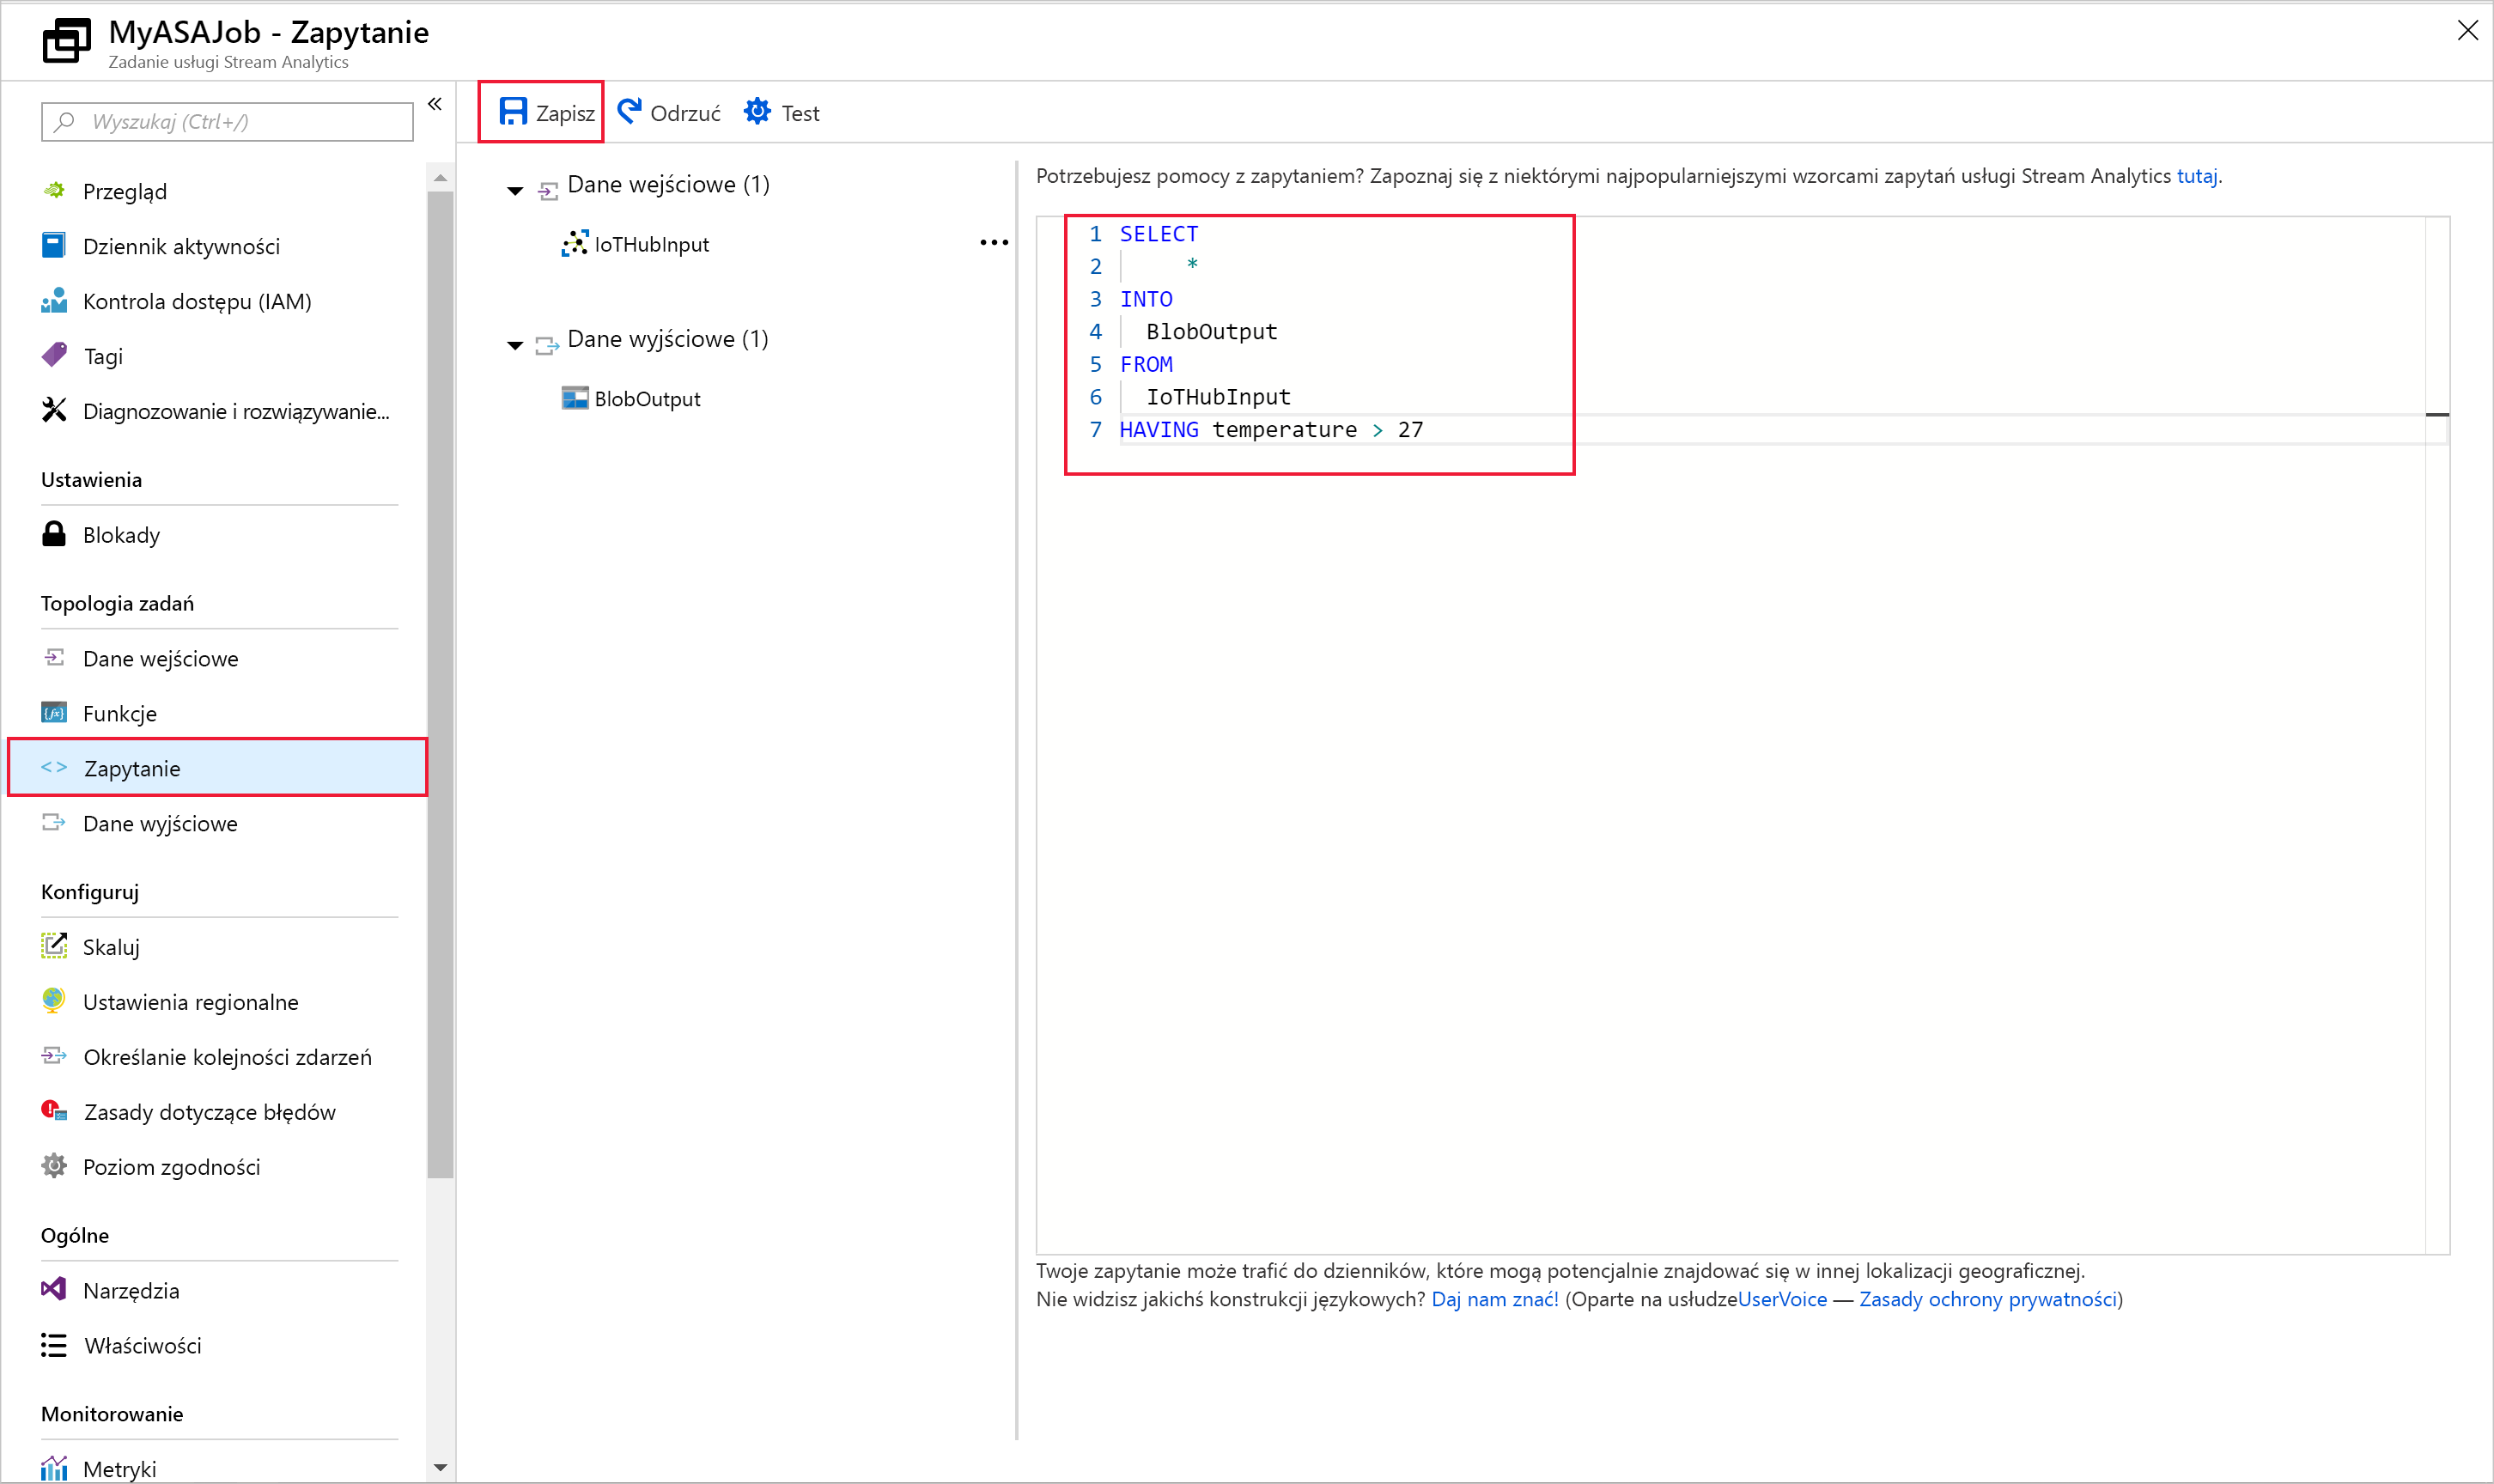 MyASAJob - Zapytanie
Zadanie usługi Stream Analytics
Wyszukaj (Ctrl+/)
Przegląd
Dziennik aktywności
Kontrola dostępu (IAM)
Tagi
Diagnozowanie i rozwiązywanie...
Ustawienia
Blokady
Topologia zadań
Dane wejściowe
Funkcje
Zapytanie
Dane wyjściowe
Konfiguruj
Skaluj
Ustawienia regionalne
Określanie kolejności zdarzeń
Zasady dotyczące błędów
Poziom zgodności
Ogólne
Narzędzia
Właściwości
Monitorowanie
Metryki
Zapisz Odrzuć Test
Dane wejściowe (1)
IoTHubInput
Dane wyjściowe (1)
BlobOutput
Potrzebujesz pomocy z zapytaniem? Zapoznaj się z niektórymi najpopularniejszymi wzorcami zapytań usługi Stream Analytics tutaj.
1 SELECT
2 *
3 INTO
4 BlobOutput
5 FROM
6 IoTHubInput
7 HAVING temperature > 27
Twoje zapytanie może trafić do dzienników, które mogą potencjalnie znajdować się w innej lokalizacji geograficznej.
Nie widzisz jakichś konstrukcji językowych? Daj nam znać! (Oparte na usłudzeUserVoice — Zasady ochrony prywatności)